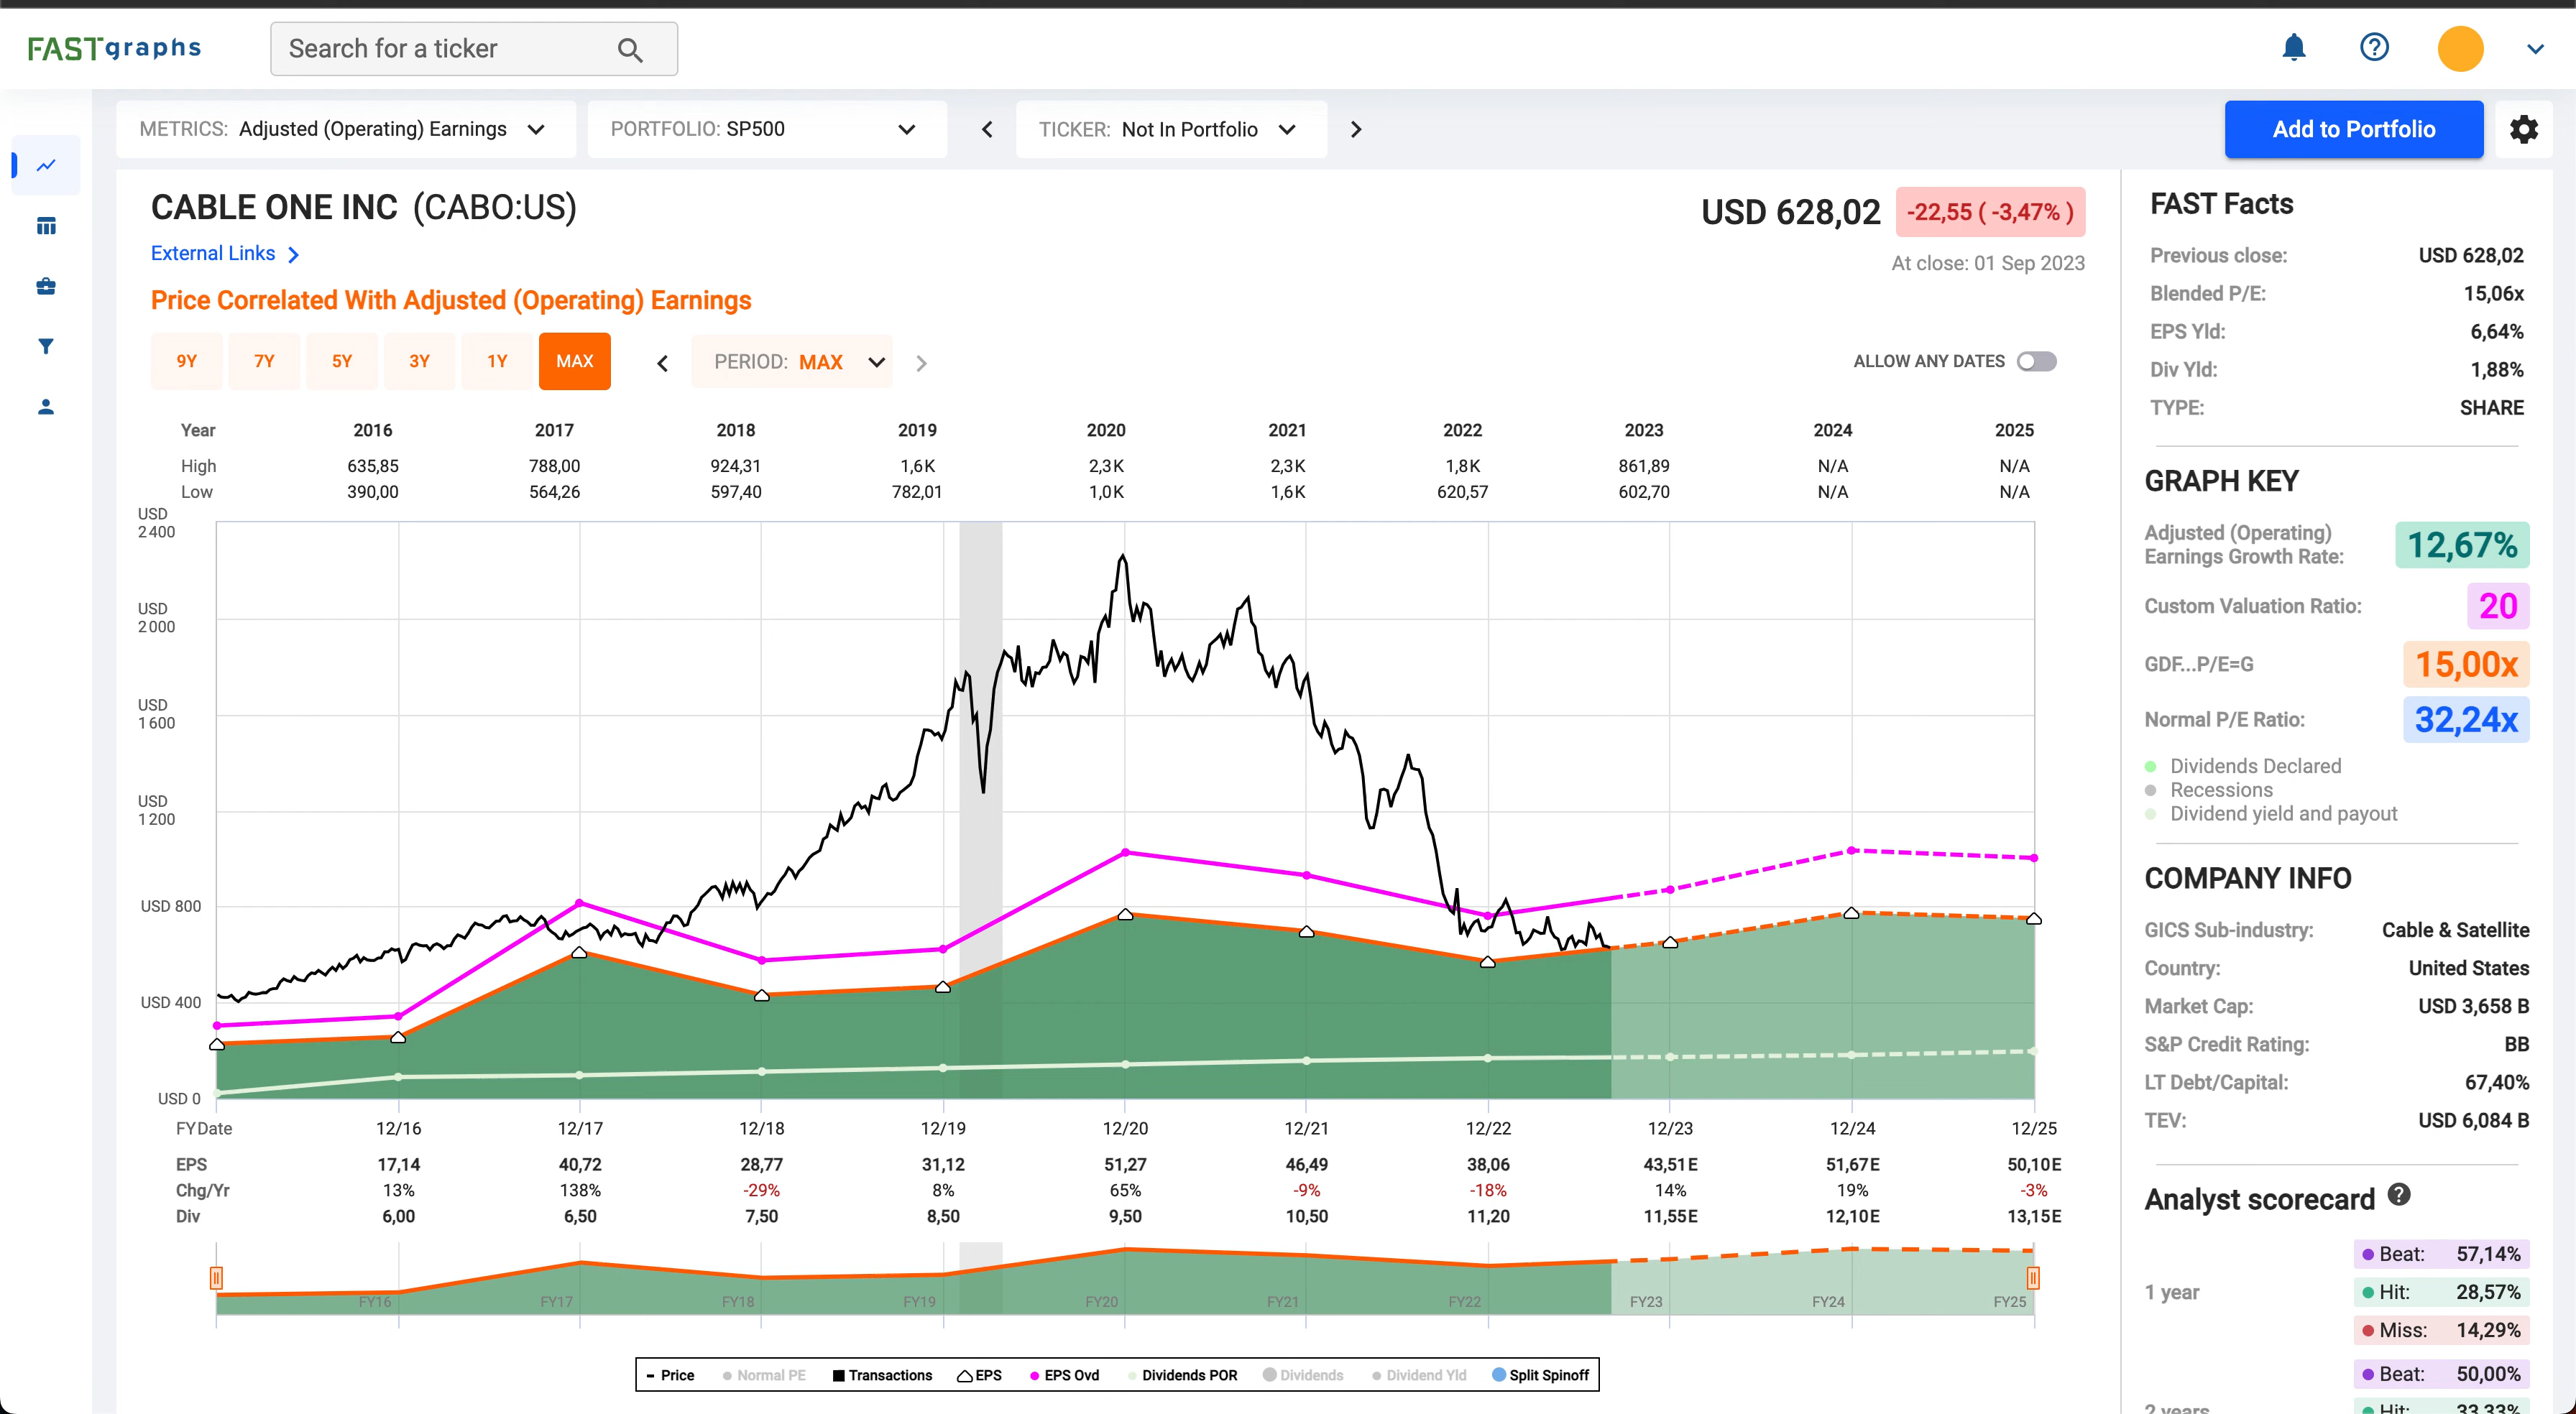 FASTgraphs
Search for a ticker
METRICS: Adjusted (Operating) Earnings
PORTFOLIO: SP500
TICKER: Not In Portfolio
Add to Portfolio
CABLE ONE INC (CABO:US)
USD 628,02
-22,55 ( -3,47% )
External Links
At close: 01 Sep 2023
Price Correlated With Adjusted (Operating) Earnings
9Y 7Y 5Y 3Y 1Y MAX
PERIOD: MAX
ALLOW ANY DATES
Year 2016 2017 2018 2019 2020 2021 2022 2023 2024 2025
High 635,85 788,00 924,31 1,6K 2,3K 2,3K 1,8K 861,89 N/A N/A
Low 390,00 564,26 597,40 782,01 1,0K 1,6K 620,57 602,70 N/A N/A
USD
2400
USD
2000
USD
1600
USD
1200
USD 800
USD 400
USD 0
FYDate 12/16 12/17 12/18 12/19 12/20 12/21 12/22 12/23 12/24 12/25
EPS 17,14 40,72 28,77 31,12 51,27 46,49 38,06 43,51E 51,67E 50,10E
Chg/Yr 13% 138% -29% 8% 65% -9% -18% 14% 19% -3%
Div 6,00 6,50 7,50 8,50 9,50 10,50 11,20 11,55E 12,10E 13,15E
FY16 FY17 FY18 FY19 FY20 FY21 FY22 FY23 FY24 FY25
Price Normal PE Transactions EPS EPS Ovd Dividends POR Dividends Dividend Yld Split Spinoff
FAST Facts
Previous close: USD 628,02
Blended P/E: 15,06x
EPS Yld: 6,64%
Div Yld: 1,88%
TYPE: SHARE
GRAPH KEY
Adjusted (Operating)
Earnings Growth Rate: 12,67%
Custom Valuation Ratio: 20
GDF...P/E=G 15,00x
Normal P/E Ratio: 32,24x
Dividends Declared
Recessions
Dividend yield and payout
COMPANY INFO
GICS Sub-industry: Cable & Satellite
Country: United States
Market Cap: USD 3,658 B
S&P Credit Rating: BB
LT Debt/Capital: 67,40%
TEV: USD 6,084 B
Analyst scorecard
1 year
Beat: 57,14%
Hit: 28,57%
Miss: 14,29%
2 years
Beat: 50,00%
Hit: 33,33%